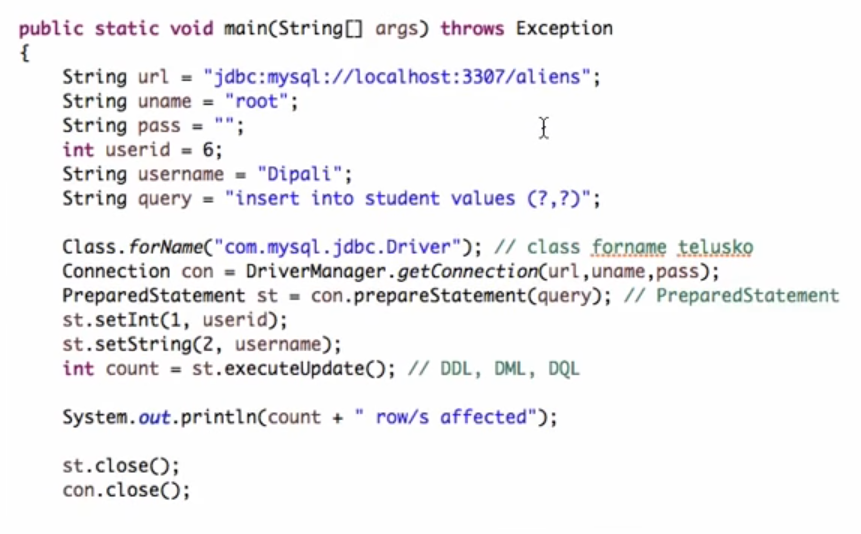 public static void main(String[] args) throws Exception
{
String url = "jdbc:mysql://localhost:3307/aliens";
String uname = "root";
String pass = "";
int userid = 6;
String username = "Dipali";
String query = "insert into student values (?,?)";
Class.forName("com.mysql.jdbc.Driver"); // class forname telusko
Connection con = DriverManager.getConnection(url,uname,pass);
PreparedStatement st = con.prepareStatement(query); // PreparedStatement
st.setInt(1, userid);
st.setString(2, username);
int count = st.executeUpdate(); // DDL, DML, DQL
System.out.println(count + " row/s affected");
st.close();
con.close();